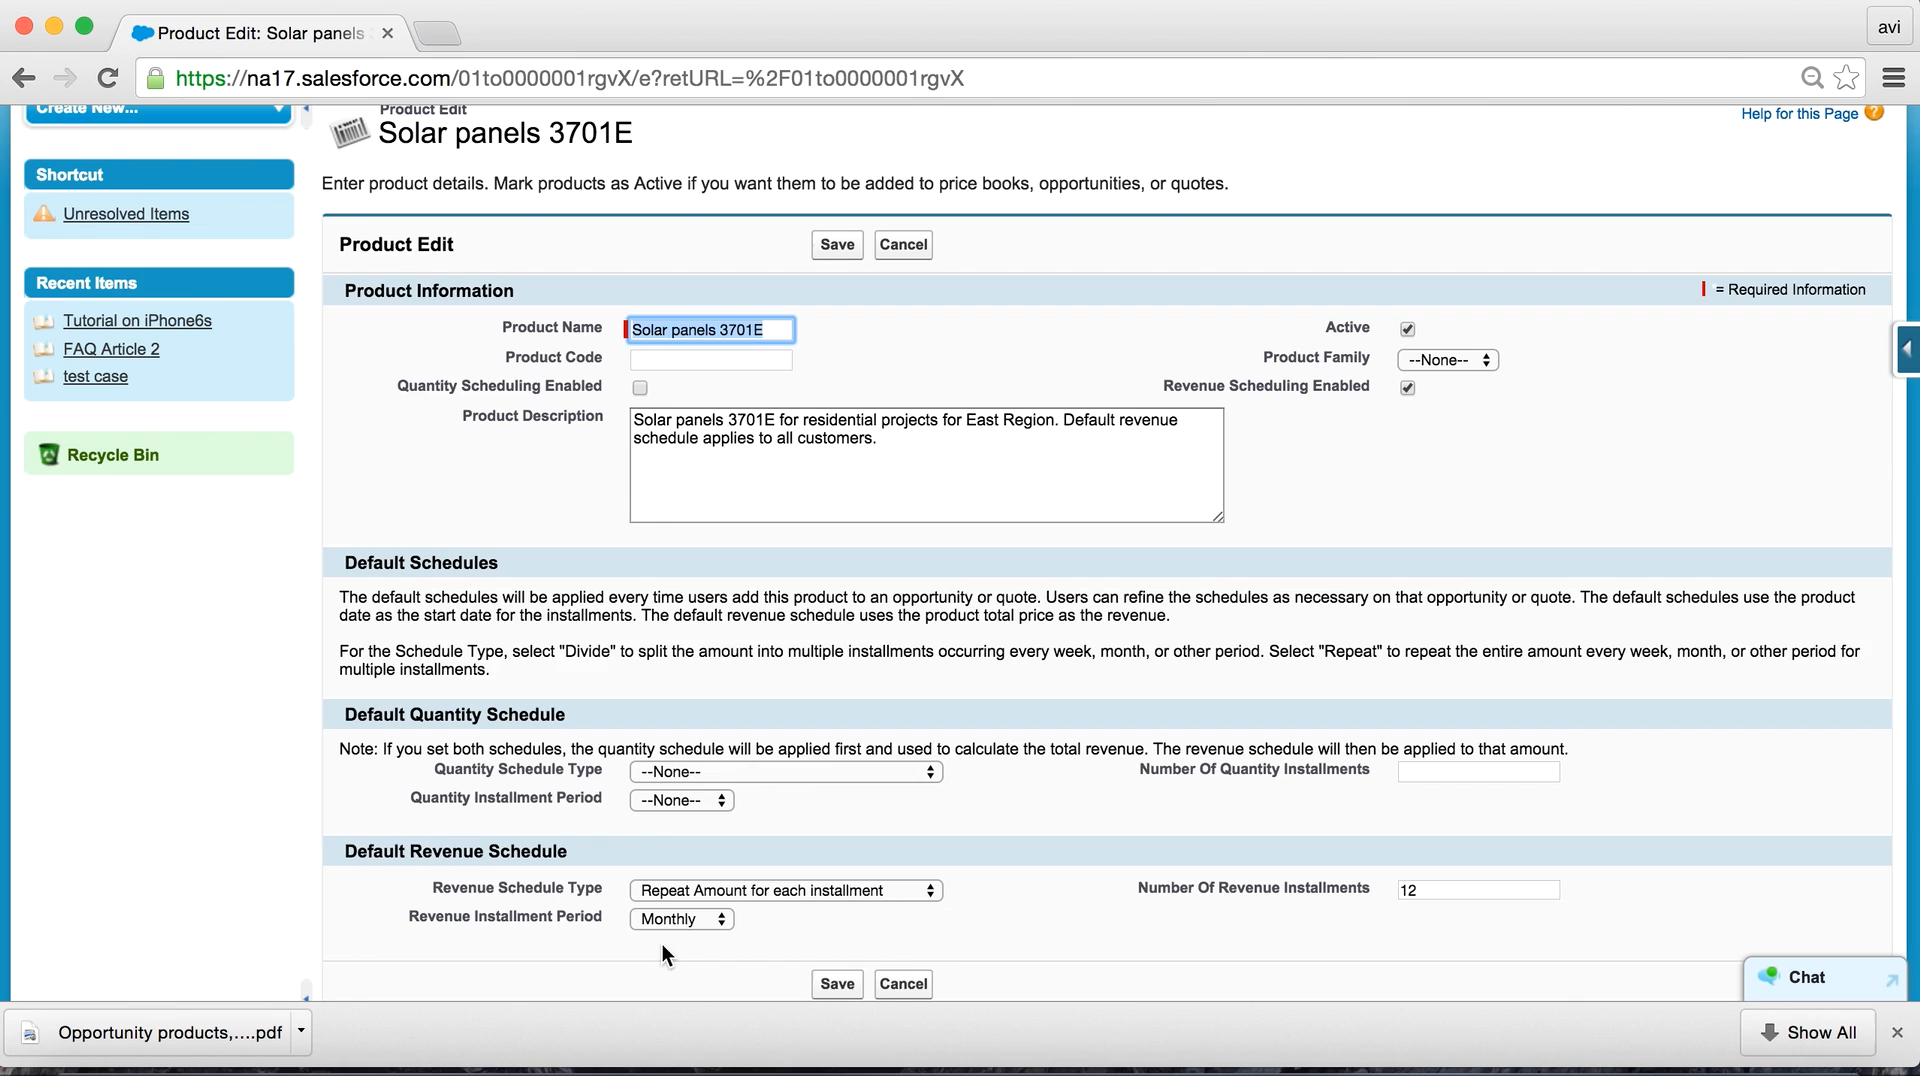 Product Edit: Solar panels
avi
https://na17.salesforce.com/01to0000001rgvX/e?retURL=%2F01to0000001rgvX
Create New...
Product Edit
Solar panels 3701E
Help for this Page
Shortcut
Unresolved Items
Enter product details. Mark products as Active if you want them to be added to price books, opportunities, or quotes.
Product Edit
Save
Cancel
Recent Items
Tutorial on iPhone6s
FAQ Article 2
test case
Recycle Bin
Product Information
= Required Information
Product Name Solar panels 3701E
Active
Product Code
Product Family --None--
Quantity Scheduling Enabled
Revenue Scheduling Enabled
Product Description
Solar panels 3701E for residential projects for East Region. Default revenue
schedule applies to all customers.
Default Schedules
The default schedules will be applied every time users add this product to an opportunity or quote. Users can refine the schedules as necessary on that opportunity or quote. The default schedules use the product
date as the start date for the installments. The default revenue schedule uses the product total price as the revenue.
For the Schedule Type, select "Divide" to split the amount into multiple installments occurring every week, month, or other period. Select "Repeat" to repeat the entire amount every week, month, or other period for
multiple installments.
Default Quantity Schedule
Note: If you set both schedules, the quantity schedule will be applied first and used to calculate the total revenue. The revenue schedule will then be applied to that amount.
Quantity Schedule Type --None--
Number Of Quantity Installments
Quantity Installment Period --None--
Default Revenue Schedule
Revenue Schedule Type Repeat Amount for each installment
Number Of Revenue Installments 12
Revenue Installment Period Monthly
Save
Cancel
Chat
Opportunity products,....pdf
Show All